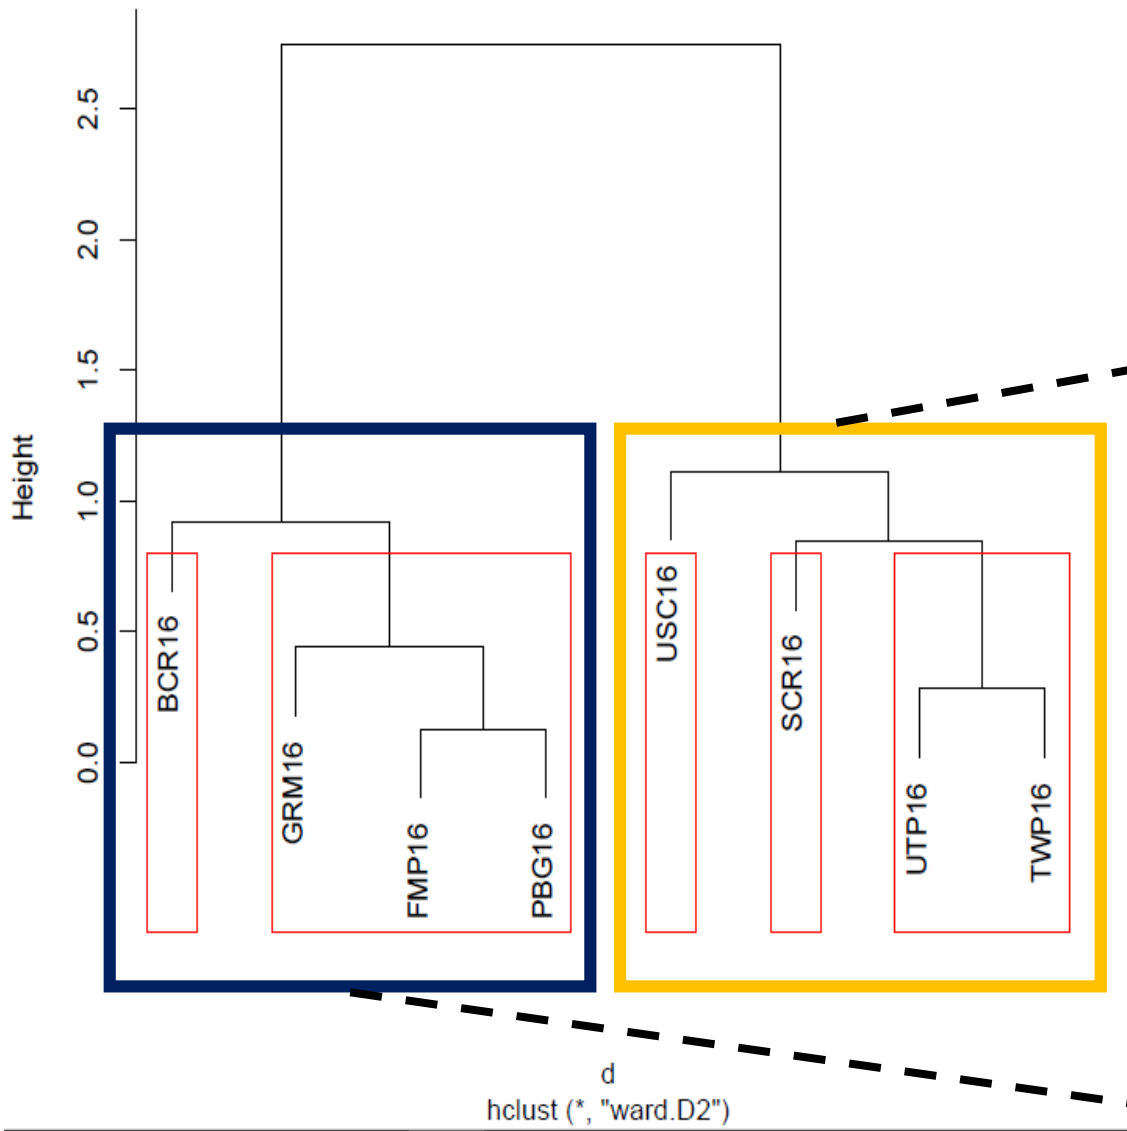 Height
2.5
2.0
1.5
1.0
0.5
0.0
BCR16
GRM16
FMP16
PBG16
USC16
SCR16
UTP16
TWP16
d
hclust (*, "ward.D2")